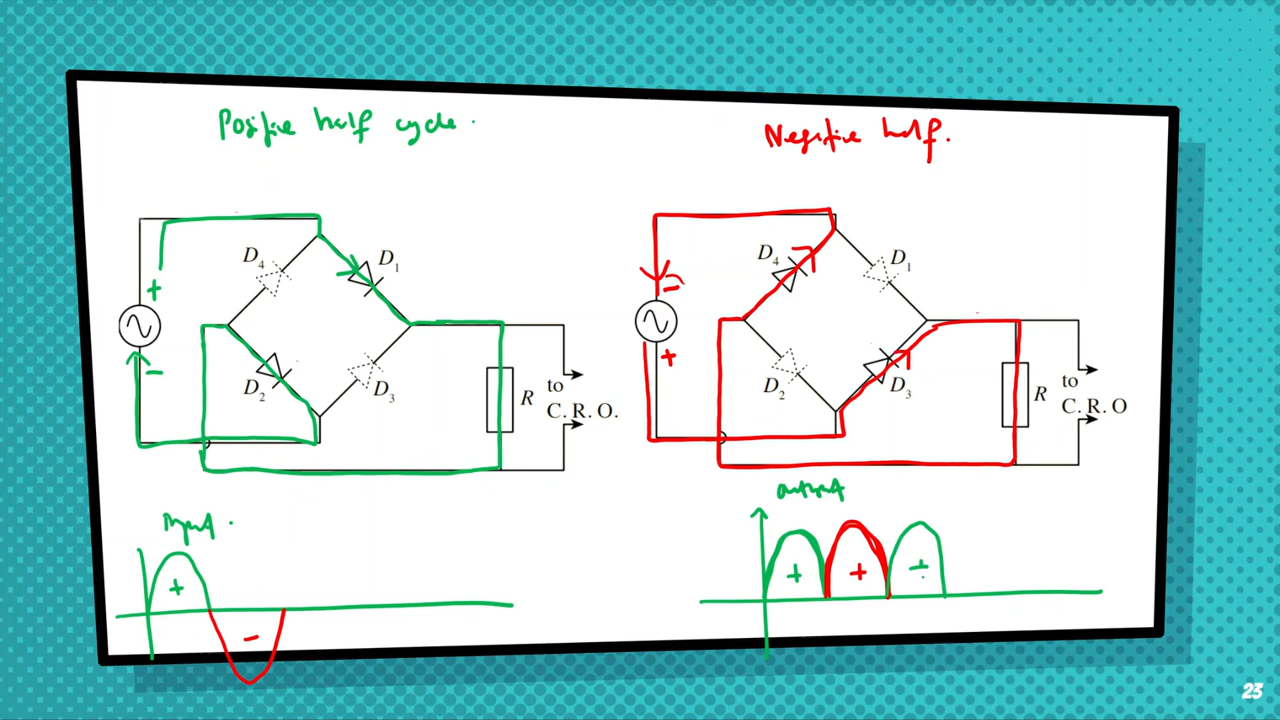 Positive half cycle.
Negative half.
D4
D1
+
-
D2
D3
R
to
C. R. O.
D4
D1
-
+
D2
D3
R
to
C. R. O
Input.
+
-
output
+ + +
23